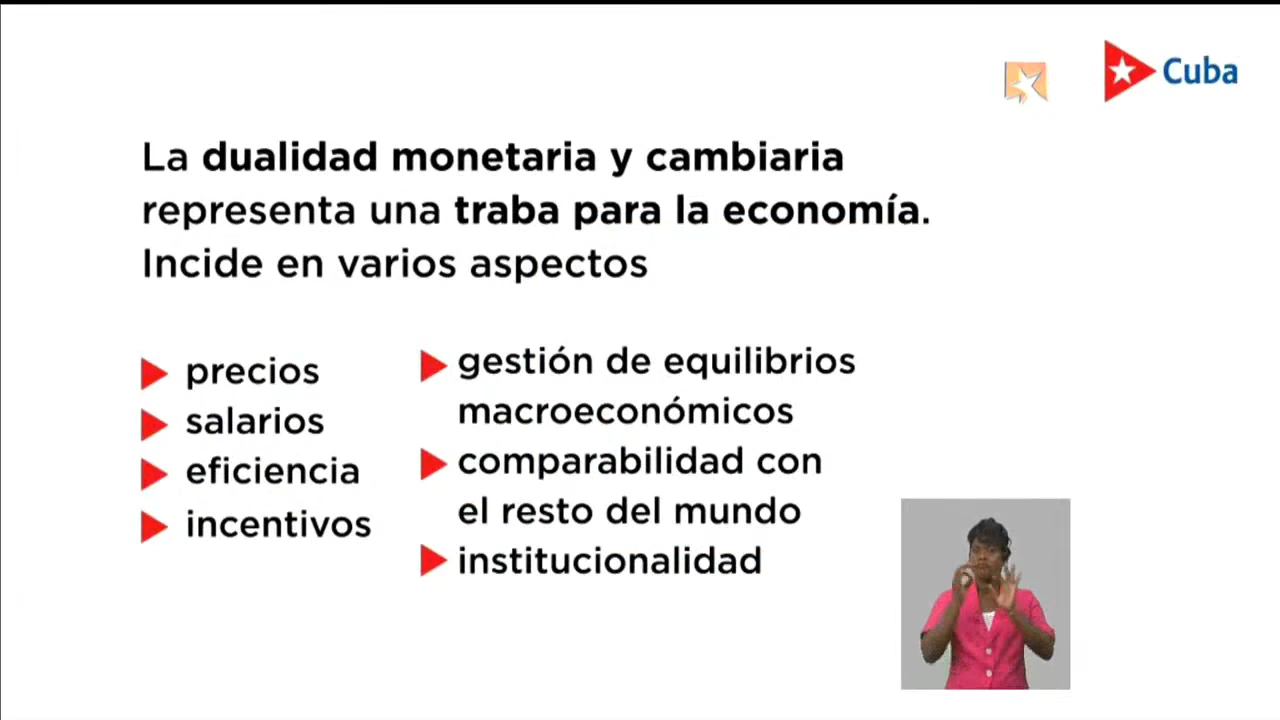 Cuba
La dualidad monetaria y cambiaria
representa una traba para la economía.
Incide en varios aspectos
precios
salarios
eficiencia
incentivos
gestión de equilibrios
macroeconómicos
comparabilidad con
el resto del mundo
institucionalidad